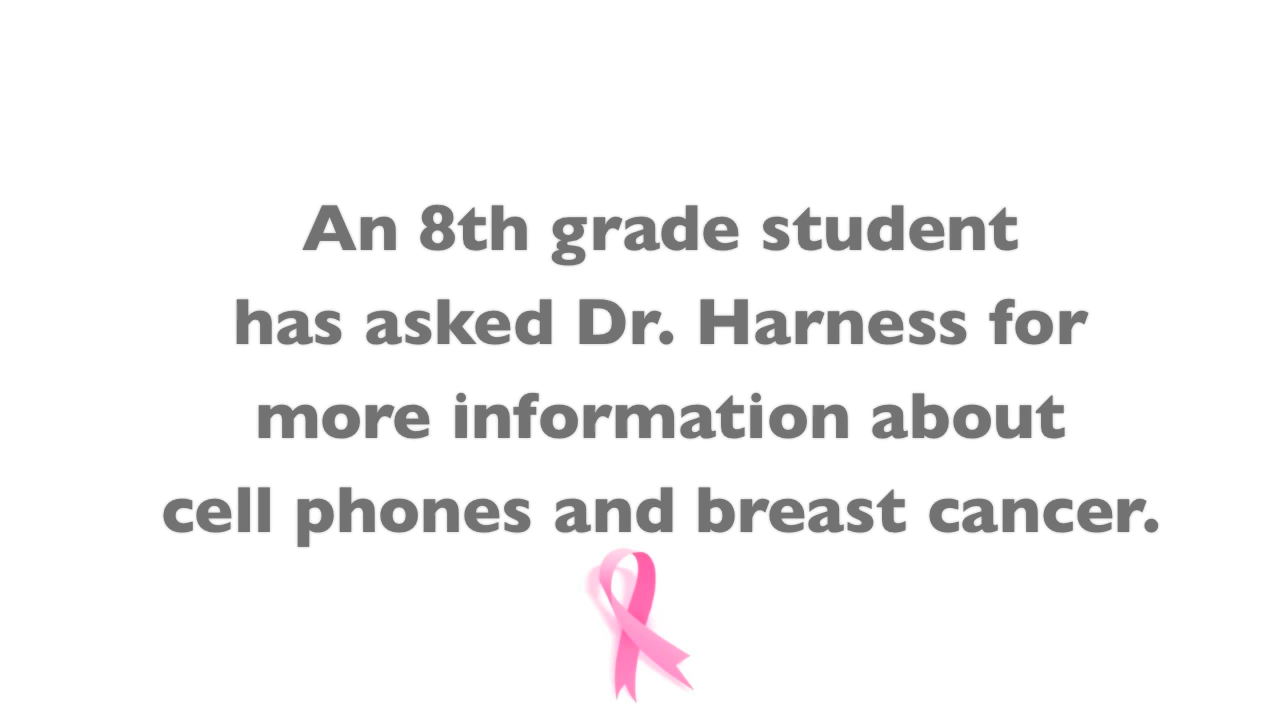 An 8th grade student
has asked Dr. Harness for
more information about
cell phones and breast cancer.